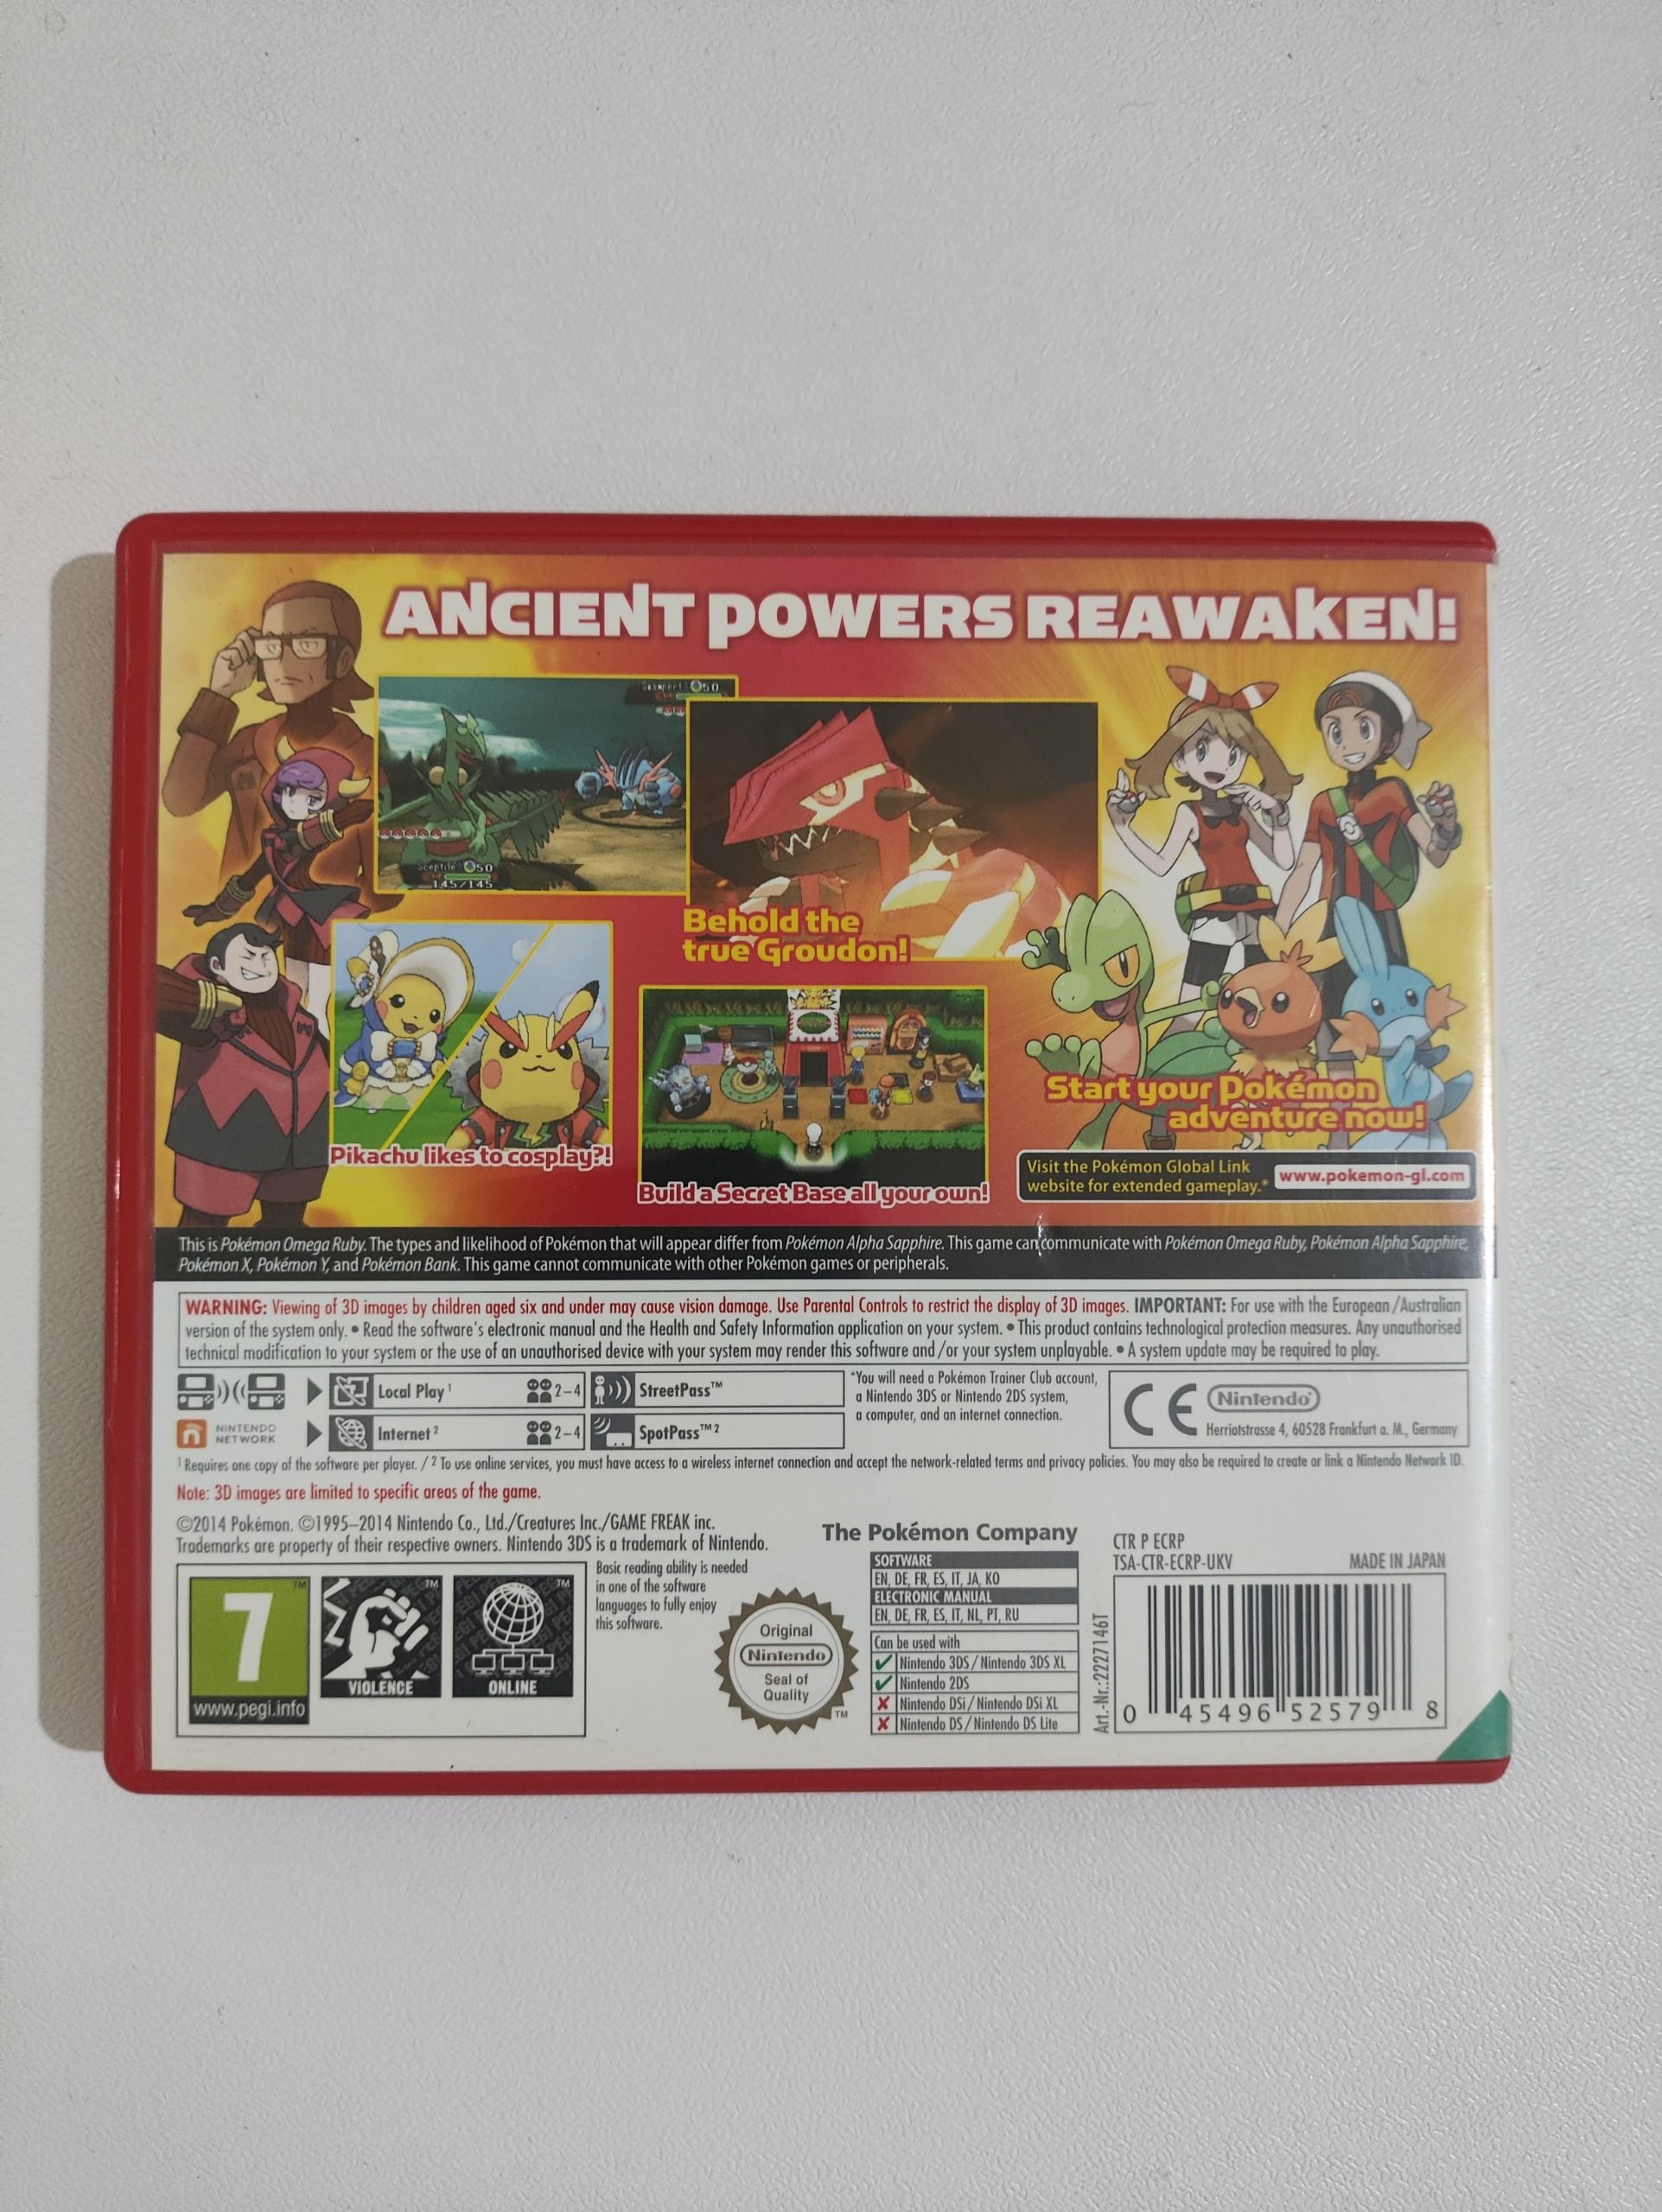 ANCIENT POWERS REAWAKEN!
Swampert 50
Sceptile 50
145/145
Behold the
true Groudon!
Pikachu likes to cosplay?!
Build a Secret Base all your own!
Start your Pokémon
adventure now!
Visit the Pokémon Global Link
website for extended gameplay.* www.pokemon-gl.com
This is Pokémon Omega Ruby. The types and likelihood of Pokémon that will appear differ from Pokémon Alpha Sapphire. This game can communicate with Pokémon Omega Ruby, Pokémon Alpha Sapphire,
Pokémon X, Pokémon Y, and Pokémon Bank. This game cannot communicate with other Pokémon games or peripherals.
WARNING: Viewing of 3D images by children aged six and under may cause vision damage. Use Parental Controls to restrict the display of 3D images. IMPORTANT: For use with the European/Australian
version of the system only. • Read the software's electronic manual and the Health and Safety Information application on your system. • This product contains technological protection measures. Any unauthorised
technical modification to your system or the use of an unauthorised device with your system may render this software and/or your system unplayable. • A system update may be required to play.
Local Play¹ 2–4
StreetPass™
NINTENDO
NETWORK
Internet² 2–4
SpotPass™²
*You will need a Pokémon Trainer Club account,
a Nintendo 3DS or Nintendo 2DS system,
a computer, and an internet connection.
CE Nintendo®
Herriotstrasse 4, 60528 Frankfurt a. M., Germany
¹ Requires one copy of the software per player. / ² To use online services, you must have access to a wireless internet connection and accept the network-related terms and privacy policies. You may also be required to create or link a Nintendo Network ID.
Note: 3D images are limited to specific areas of the game.
©2014 Pokémon. ©1995–2014 Nintendo Co., Ltd./Creatures Inc./GAME FREAK inc.
Trademarks are property of their respective owners. Nintendo 3DS is a trademark of Nintendo.
7 ™
www.pegi.info
VIOLENCE ™
ONLINE ™
Basic reading ability is needed
in one of the software
languages to fully enjoy
this software.
Original
Nintendo
Seal of
Quality
™
The Pokémon Company
SOFTWARE
EN, DE, FR, ES, IT, JA, KO
ELECTRONIC MANUAL
EN, DE, FR, ES, IT, NL, PT, RU
Can be used with
Nintendo 3DS / Nintendo 3DS XL
Nintendo 2DS
Nintendo DSi / Nintendo DSi XL
Nintendo DS / Nintendo DS Lite
CTR P ECRP
TSA-CTR-ECRP-UKV
MADE IN JAPAN
Art.-Nr.:2227146T
0 45496 52579 8